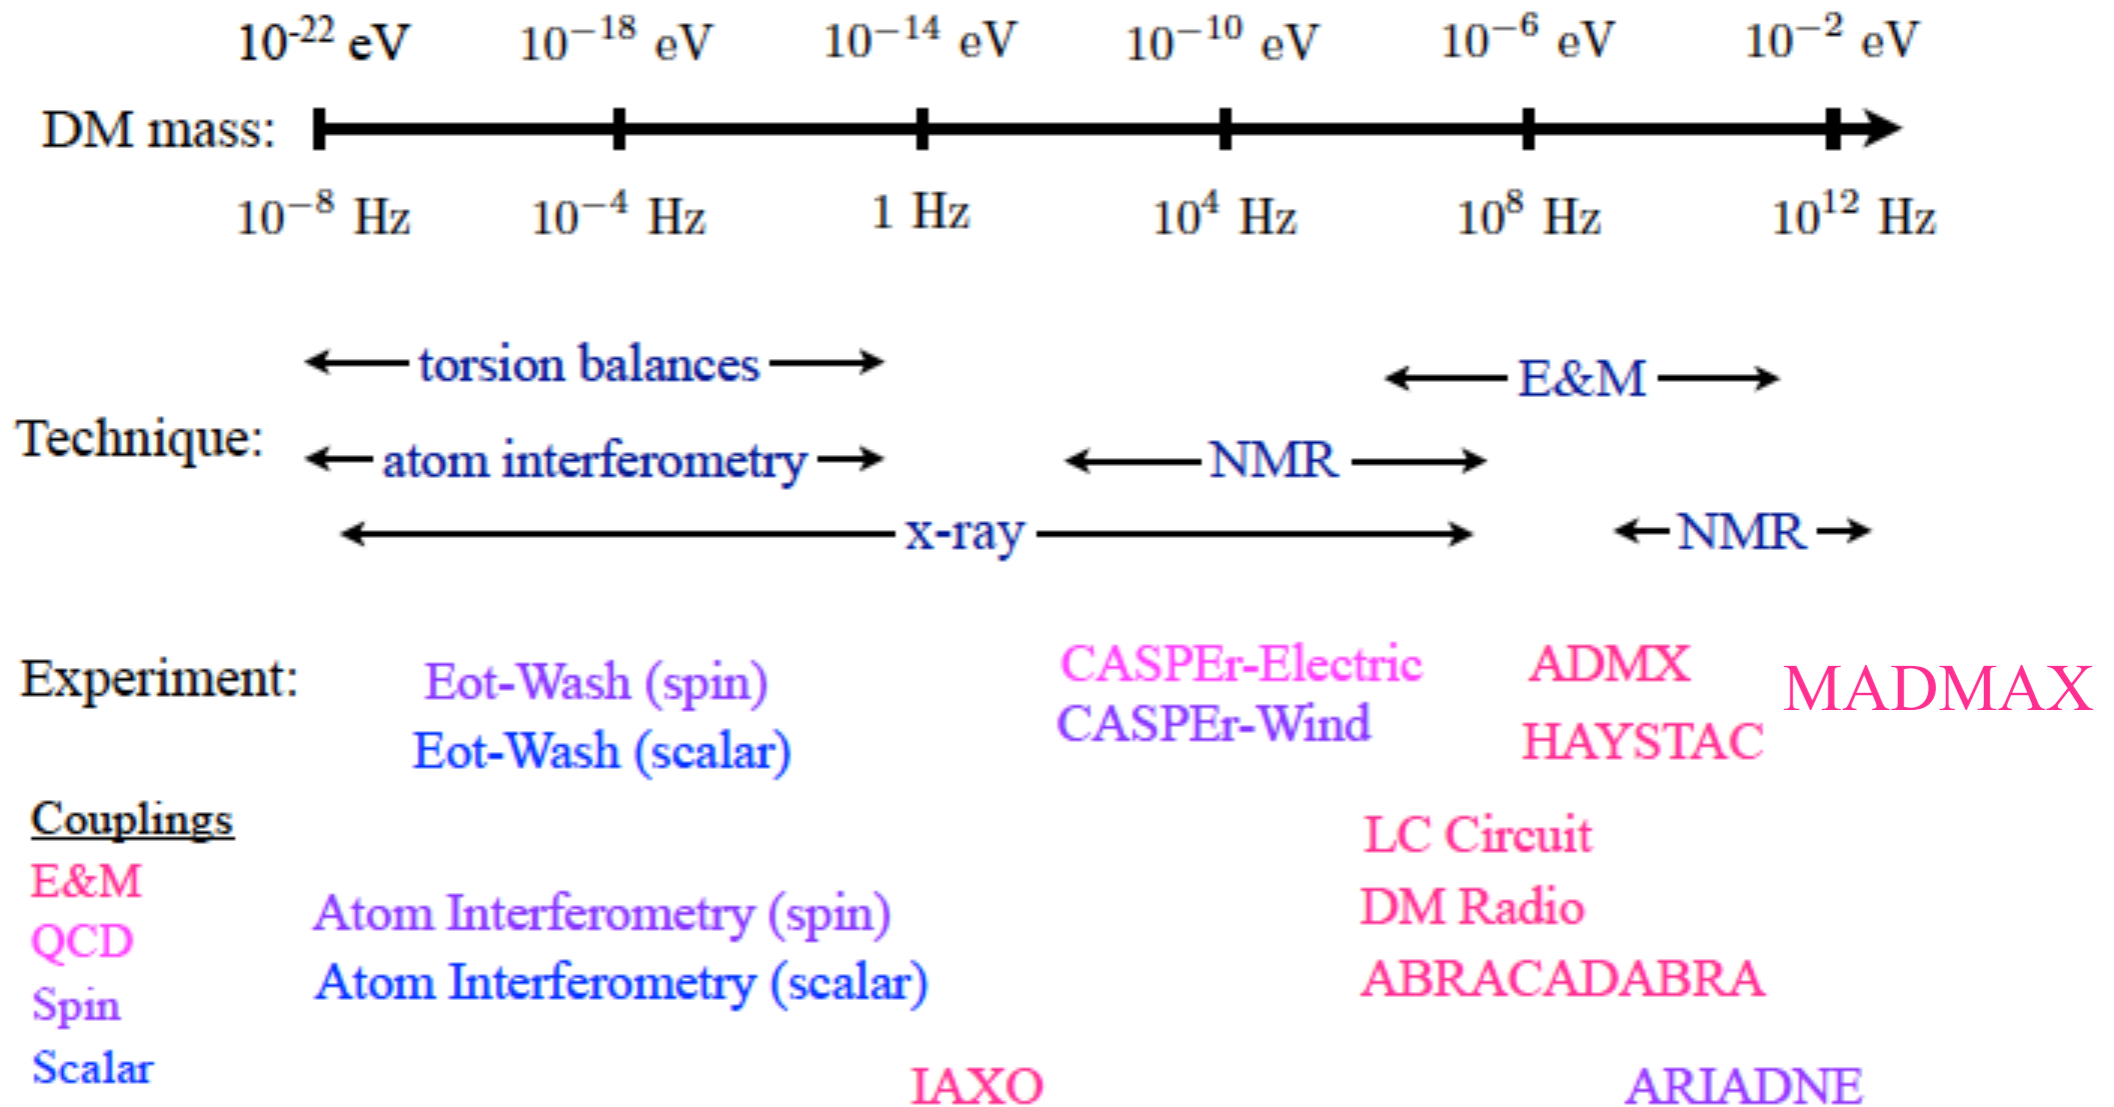 10⁻²² eV 10⁻¹⁸ eV 10⁻¹⁴ eV 10⁻¹⁰ eV 10⁻⁶ eV 10⁻² eV
DM mass:
10⁻⁸ Hz 10⁻⁴ Hz 1 Hz 10⁴ Hz 10⁸ Hz 10¹² Hz
torsion balances E&M
Technique:
atom interferometry NMR
x-ray NMR
Experiment:
Eot-Wash (spin) CASPEr-Electric ADMX MADMAX
Eot-Wash (scalar) CASPEr-Wind HAYSTAC
Couplings
E&M
QCD
Spin
Scalar
Atom Interferometry (spin)
Atom Interferometry (scalar)
LC Circuit
DM Radio
ABRACADABRA
IAXO ARIADNE